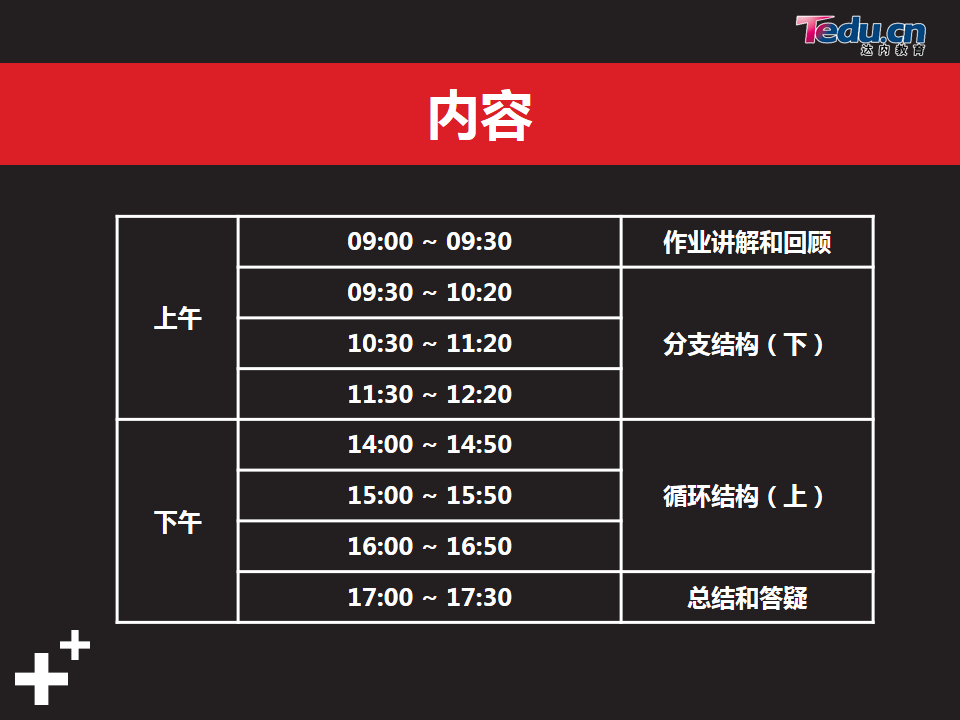 Tedu.cn
达内教育
内容
上午
09:00 ~ 09:30
作业讲解和回顾
09:30 ~ 10:20
10:30 ~ 11:20
11:30 ~ 12:20
分支结构（下）
下午
14:00 ~ 14:50
15:00 ~ 15:50
16:00 ~ 16:50
循环结构（上）
17:00 ~ 17:30
总结和答疑